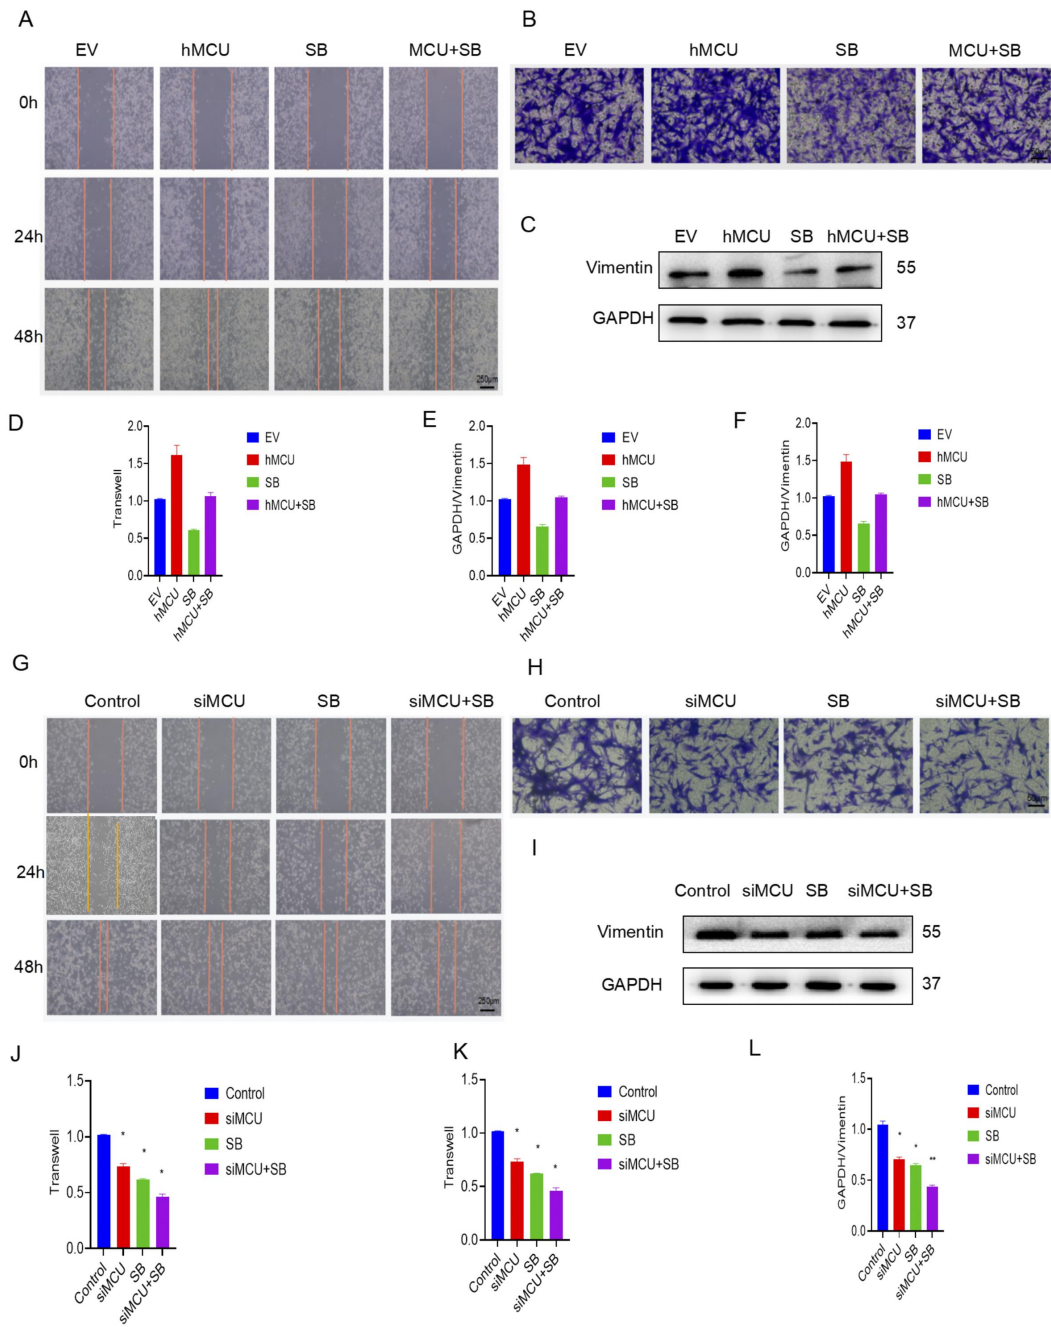 A
EV hMCU SB MCU+SB
0h
24h
48h
250μm
B
EV hMCU SB MCU+SB
C
EV hMCU SB hMCU+SB
Vimentin 55
GAPDH 37
D
Transwell
2.0
1.5
1.0
0.5
0.0
EV hMCU SB hMCU+SB
EV
hMCU
SB
hMCU+SB
E
GAPDH/Vimentin
2.0
1.5
1.0
0.5
0.0
EV hMCU SB hMCU+SB
EV
hMCU
SB
hMCU+SB
F
GAPDH/Vimentin
2.0
1.5
1.0
0.5
0.0
EV hMCU SB hMCU+SB
EV
hMCU
SB
hMCU+SB
G
Control siMCU SB siMCU+SB
0h
24h
48h
250μm
H
Control siMCU SB siMCU+SB
I
Control siMCU SB siMCU+SB
Vimentin 55
GAPDH 37
J
Transwell
1.5
1.0
0.5
0.0
* * *
Control siMCU SB siMCU+SB
Control
siMCU
SB
siMCU+SB
K
Transwell
1.5
1.0
0.5
0.0
* * *
Control siMCU SB siMCU+SB
Control
siMCU
SB
siMCU+SB
L
GAPDH/Vimentin
1.5
1.0
0.5
0.0
* * **
Control siMCU SB siMCU+SB
Control
siMCU
SB
siMCU+SB